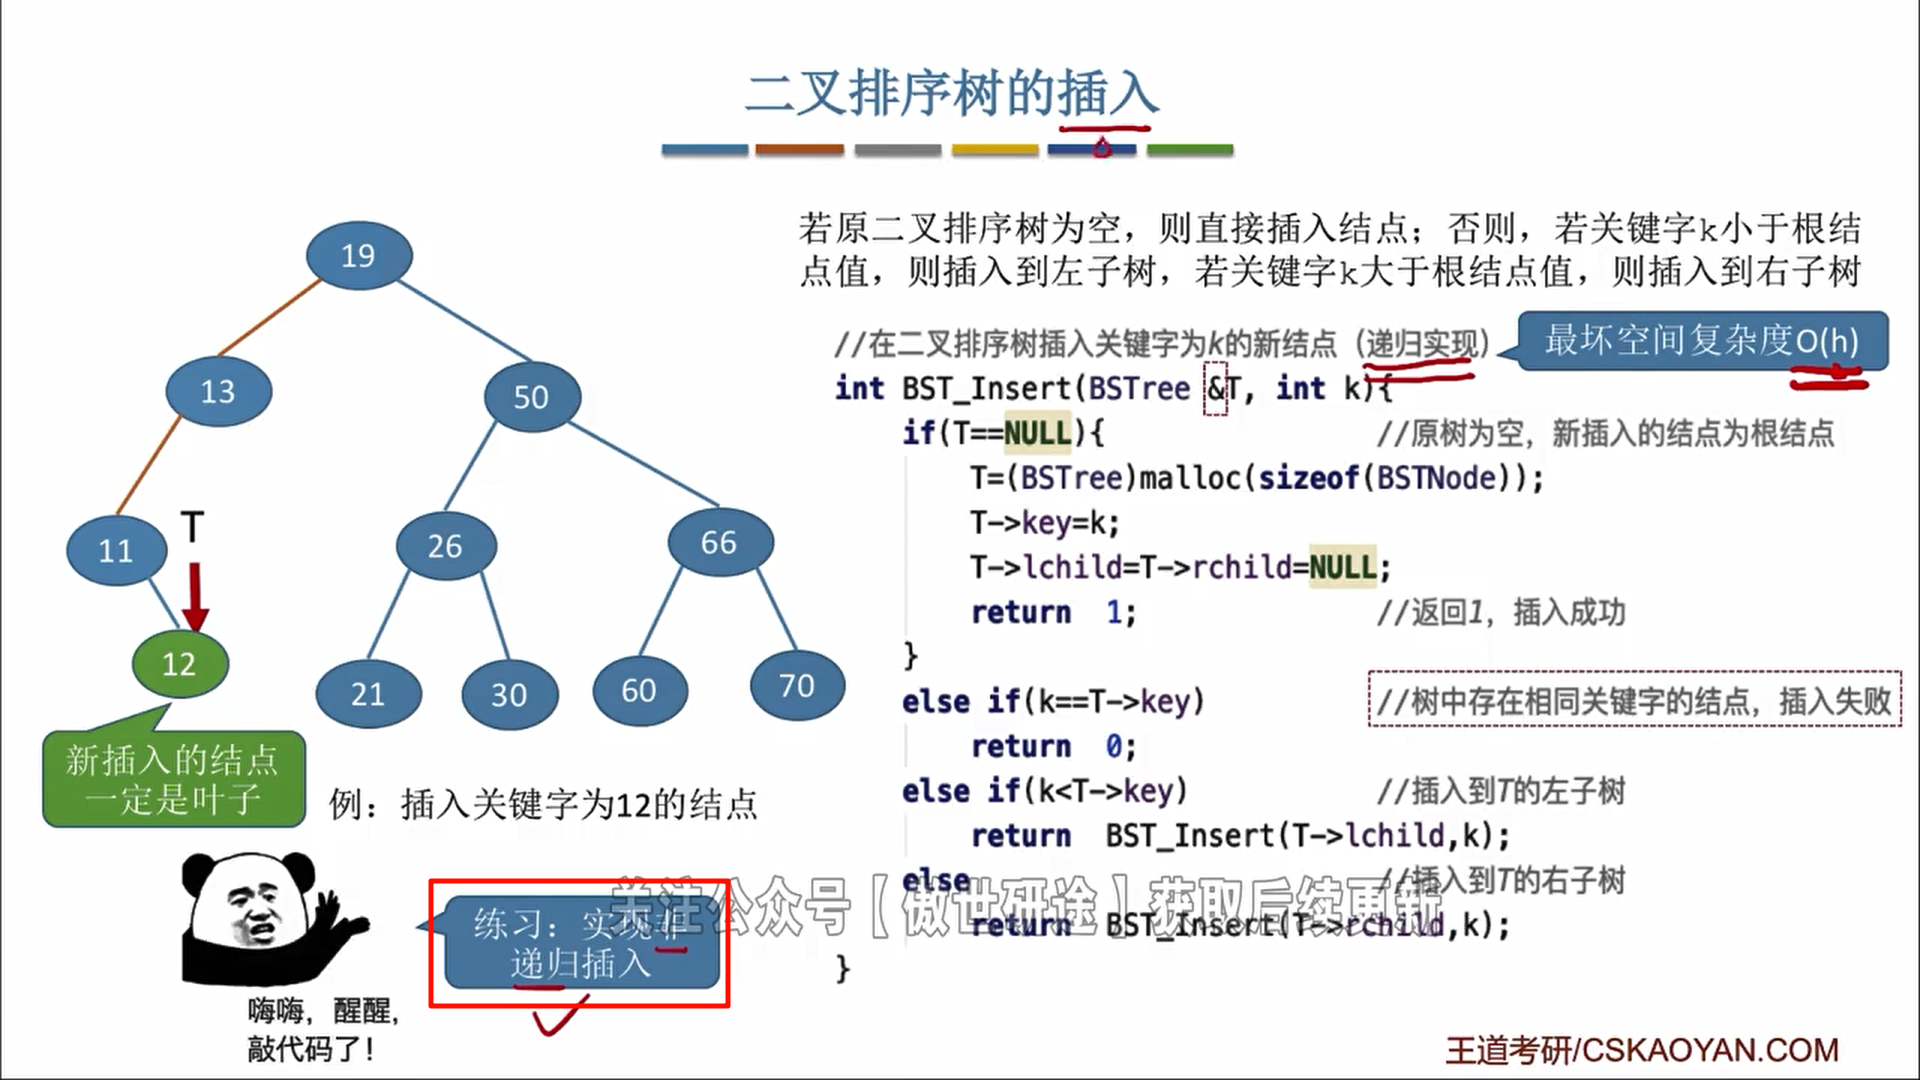 二叉排序树的插入
若原二叉排序树为空，则直接插入结点；否则，若关键字k小于根结
点值，则插入到左子树，若关键字k大于根结点值，则插入到右子树
//在二叉排序树插入关键字为k的新结点（递归实现）
最坏空间复杂度O(h)
int BST_Insert(BSTree &T, int k){
if(T==NULL){ //原树为空，新插入的结点为根结点
T=(BSTree)malloc(sizeof(BSTNode));
T->key=k;
T->lchild=T->rchild=NULL;
return 1; //返回1，插入成功
}
else if(k==T->key) //树中存在相同关键字的结点，插入失败
return 0;
else if(k<T->key) //插入到T的左子树
return BST_Insert(T->lchild,k);
else //插入到T的右子树
return BST_Insert(T->rchild,k);
}
19
13
50
11
T
26
66
12
21
30
60
70
新插入的结点
一定是叶子
例：插入关键字为12的结点
练习：实现非
递归插入
嗨嗨，醒醒，
敲代码了！
关注公众号【傲世研途】获取后续更新
王道考研/CSKAOYAN.COM